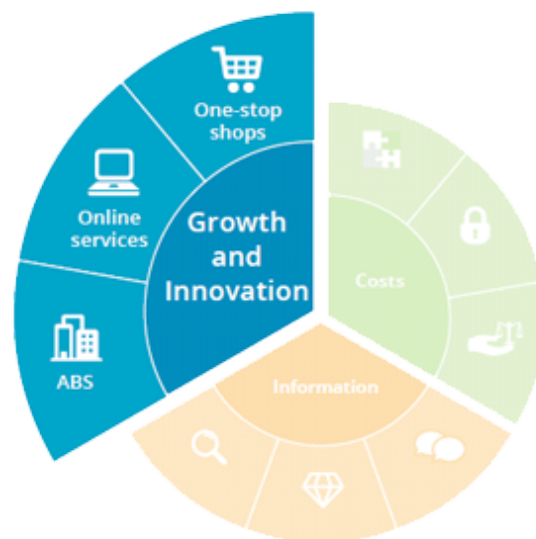 One-stop
shops
Online
services
Growth
and
Innovation
ABS
Costs
Information